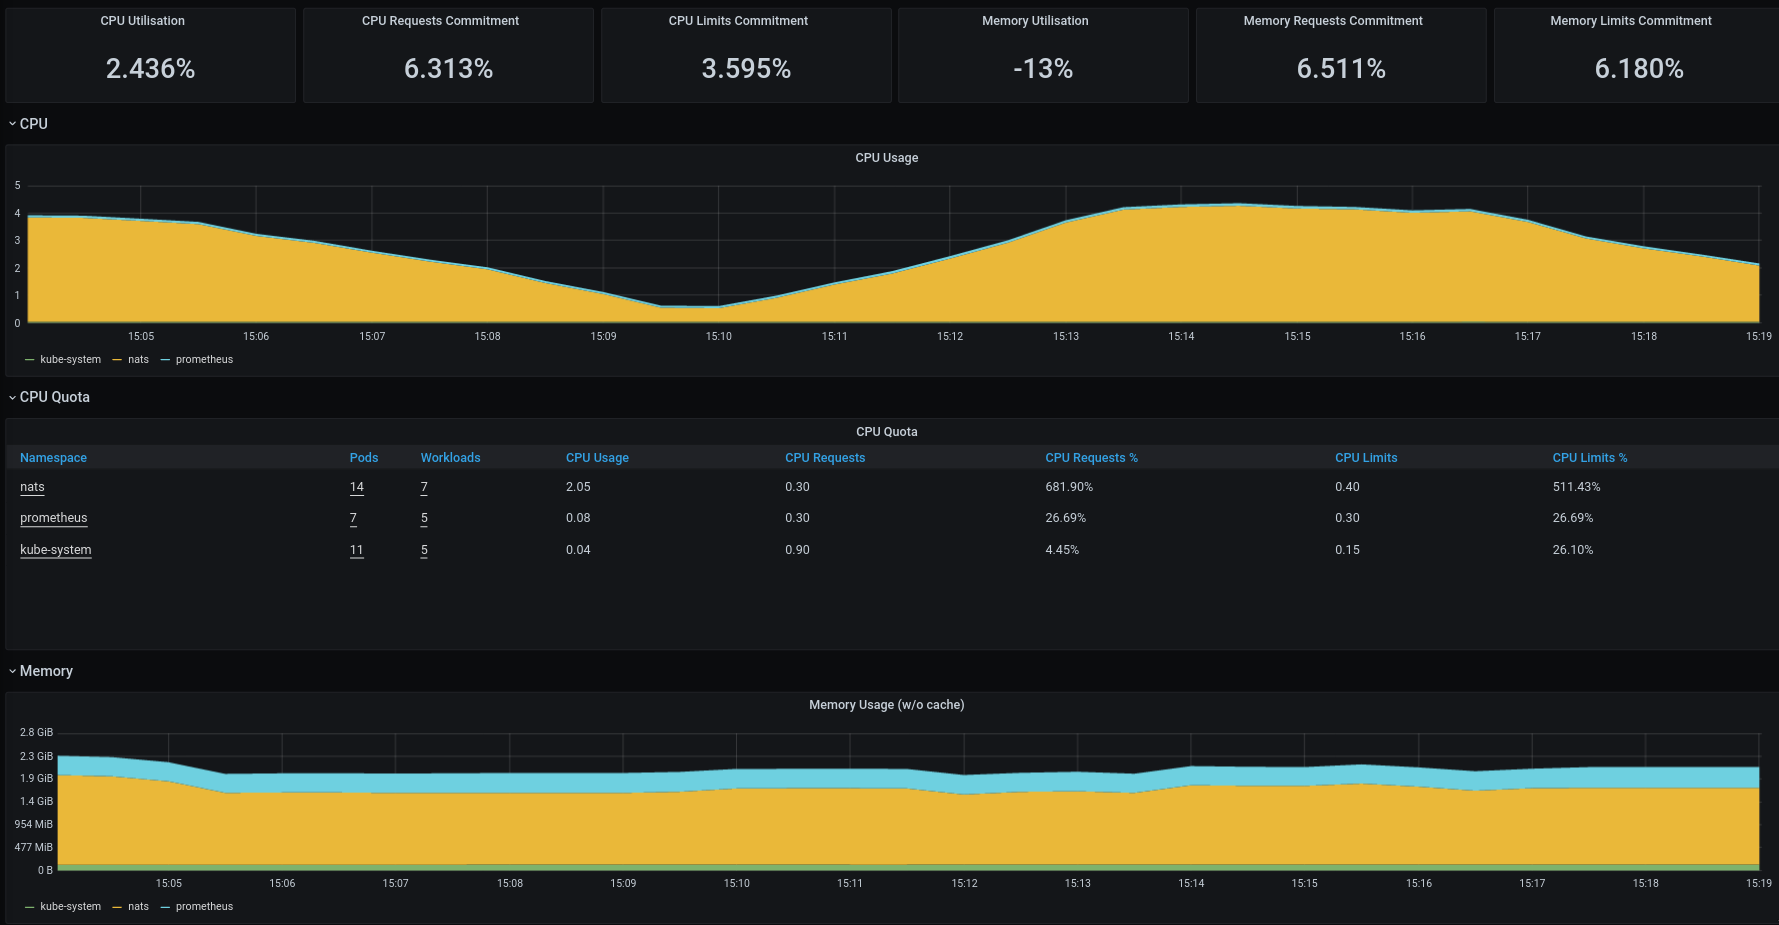 CPU Utilisation CPU Requests Commitment CPU Limits Commitment Memory Utilisation Memory Requests Commitment Memory Limits Commitment
2.436% 6.313% 3.595% -13% 6.511% 6.180%
CPU
CPU Usage
5
4
3
2
1
0
15:05 15:06 15:07 15:08 15:09 15:10 15:11 15:12 15:13 15:14 15:15 15:16 15:17 15:18 15:19
kube-system nats prometheus
CPU Quota
CPU Quota
Namespace Pods Workloads CPU Usage CPU Requests CPU Requests % CPU Limits CPU Limits %
nats 14 7 2.05 0.30 681.90% 0.40 511.43%
prometheus 7 5 0.08 0.30 26.69% 0.30 26.69%
kube-system 11 5 0.04 0.90 4.45% 0.15 26.10%
Memory
Memory Usage (w/o cache)
2.8 GiB
2.3 GiB
1.9 GiB
1.4 GiB
954 MiB
477 MiB
0 B
15:05 15:06 15:07 15:08 15:09 15:10 15:11 15:12 15:13 15:14 15:15 15:16 15:17 15:18 15:19
kube-system nats prometheus